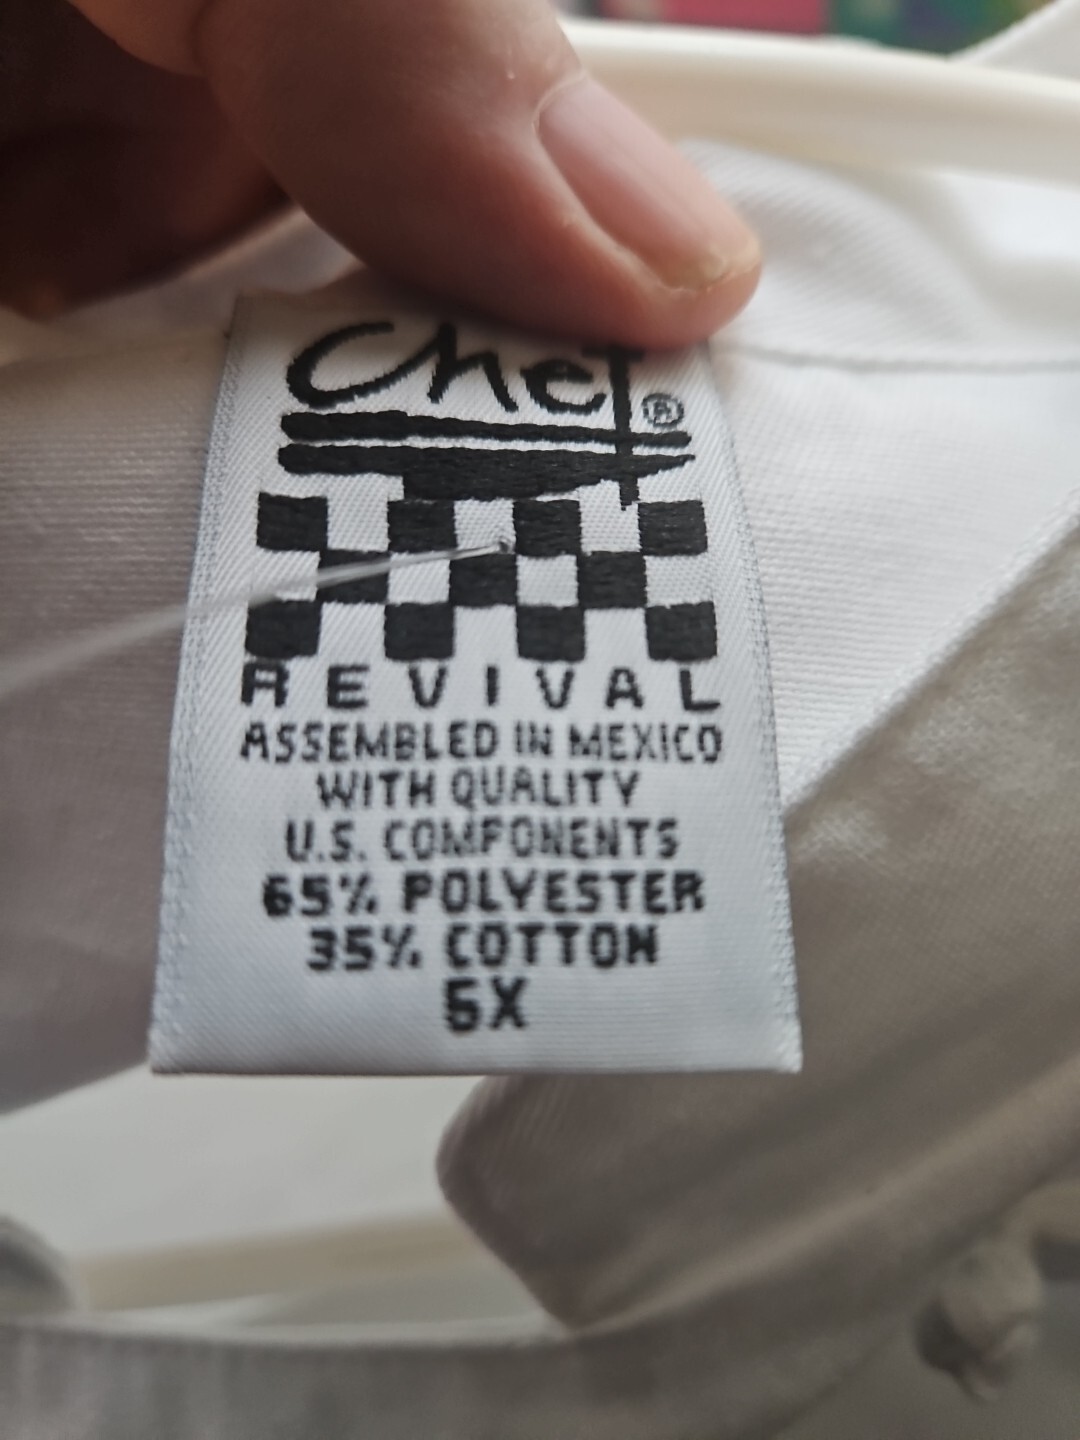 Chef®
REVIVAL
ASSEMBLED IN MEXICO
WITH QUALITY
U.S. COMPONENTS
65% POLYESTER
35% COTTON
5X